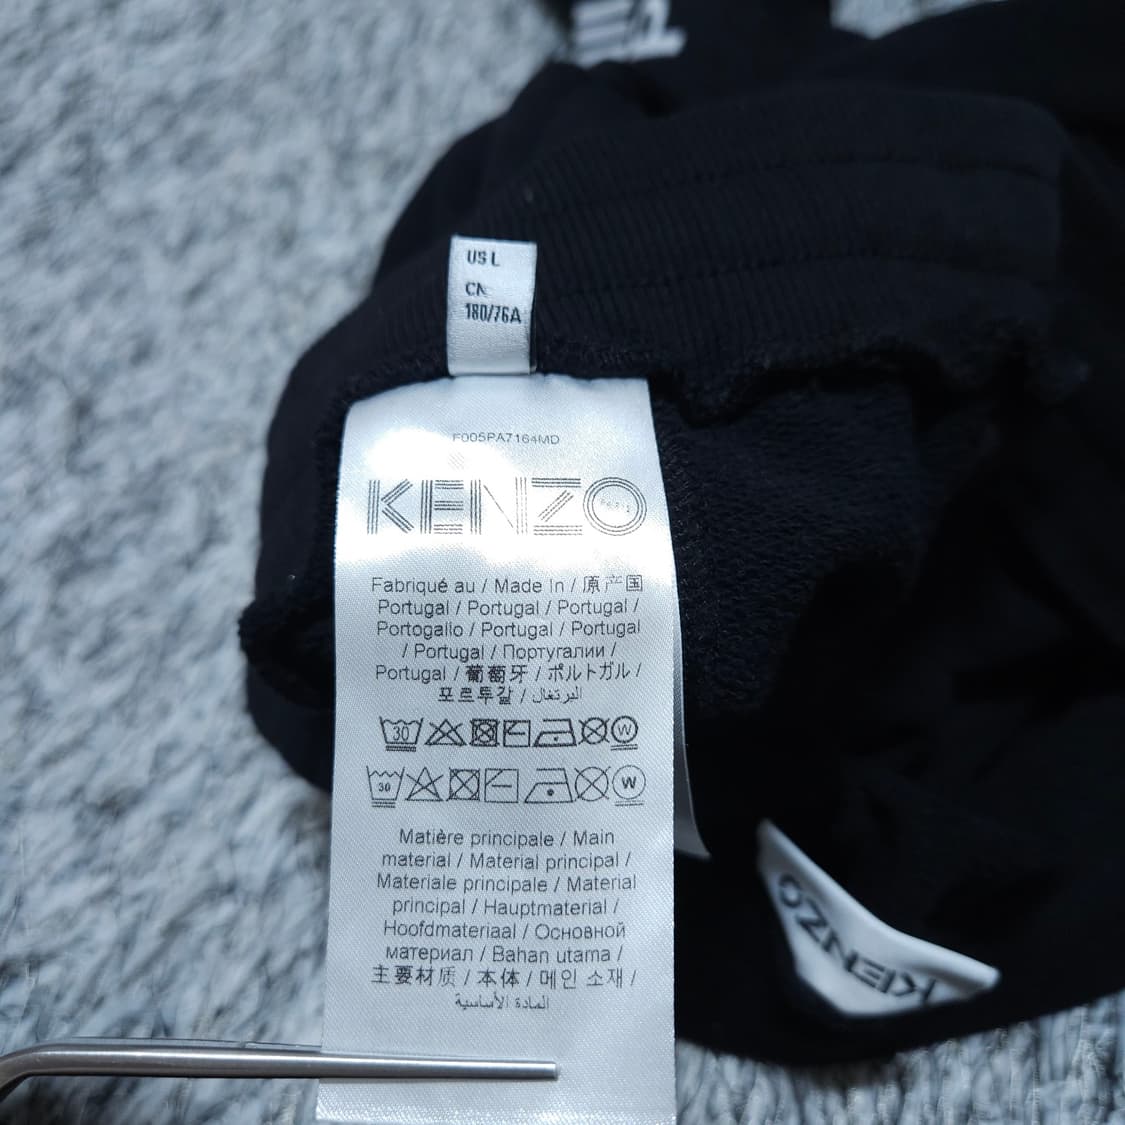 US L
CN
180/76A
F005PA7164MD
KENZO
PARIS
Fabriqué au / Made In / 原产国
Portugal / Portugal / Portugal /
Portogallo / Portugal / Portugal
/ Portugal / Португалии /
Portugal / 葡萄牙 / ポルトガル /
포르투갈 / البرتغال
30 W
30 W
Matière principale / Main
material / Material principal /
Materiale principale / Material
principal / Hauptmaterial /
Hoofdmateriaal / Основной
материал / Bahan utama /
主要材质 / 本体 / 메인 소재 /
المادة الأساسية
KENZO